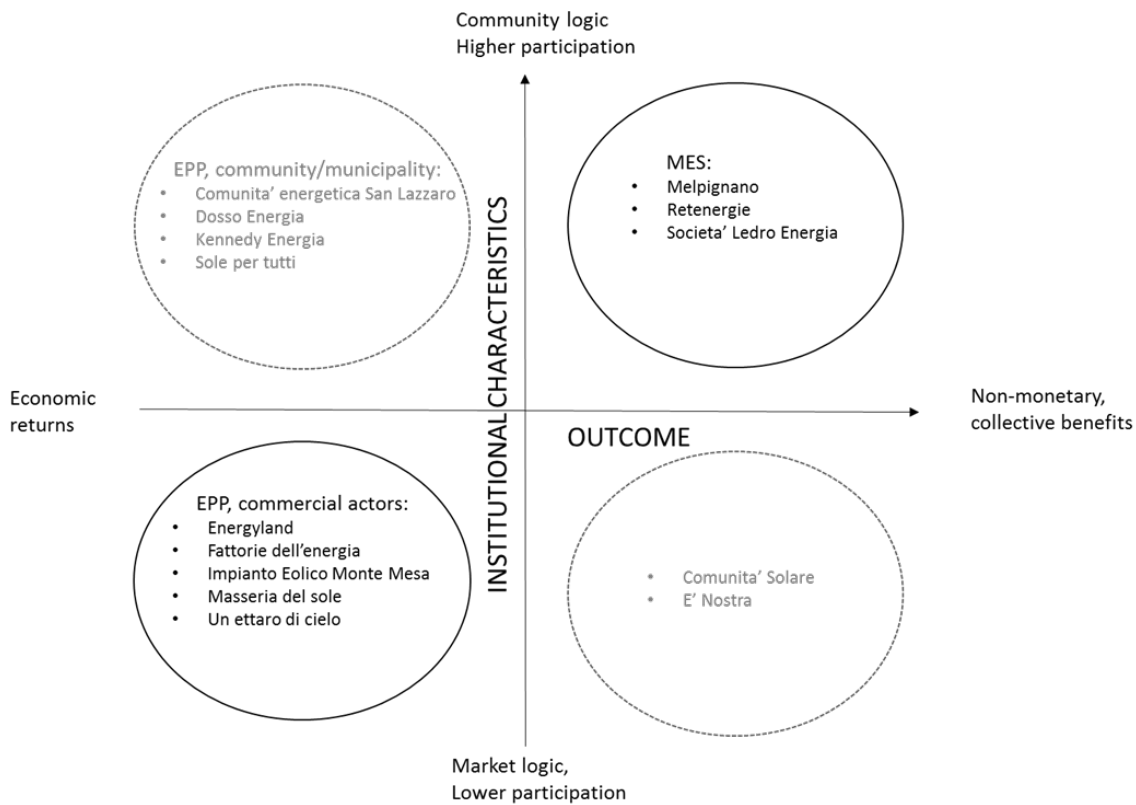 Community logic
Higher participation
EPP, community/municipality:
• Comunita’ energetica San Lazzaro
• Dosso Energia
• Kennedy Energia
• Sole per tutti
MES:
• Melpignano
• Retenergie
• Societa’ Ledro Energia
INSTITUTIONAL CHARACTERISTICS
Economic
returns
Non-monetary,
collective benefits
OUTCOME
EPP, commercial actors:
• Energyland
• Fattorie dell’energia
• Impianto Eolico Monte Mesa
• Masseria del sole
• Un ettaro di cielo
• Comunita’ Solare
• E’ Nostra
Market logic,
Lower participation